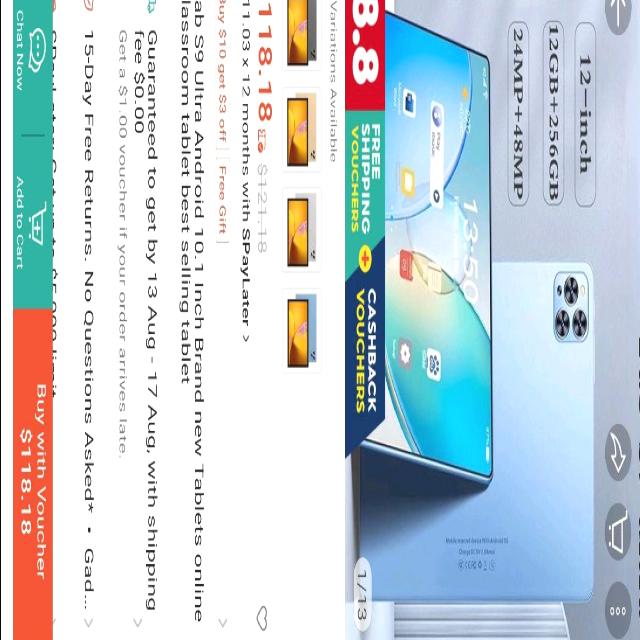 12-inch
12GB+256GB
24MP+48MP
13:50
Play Store
8.8
FREE
SHIPPING
VOUCHERS
+
CASHBACK
VOUCHERS
1/13
Variations Available
118.18 $121.18
11.03 x 12 months with SPayLater >
Buy $10 get $3 off
Free Gift
ab S9 Ultra Android 10.1 Inch Brand new Tablets online
lassroom tablet best selling tablet
Guaranteed to get by 13 Aug - 17 Aug, with shipping
fee $0.00
Get a $1.00 voucher if your order arrives late.
15-Day Free Returns. No Questions Asked* • Gad...
Chat Now
Add to Cart
Buy with Voucher
$118.18